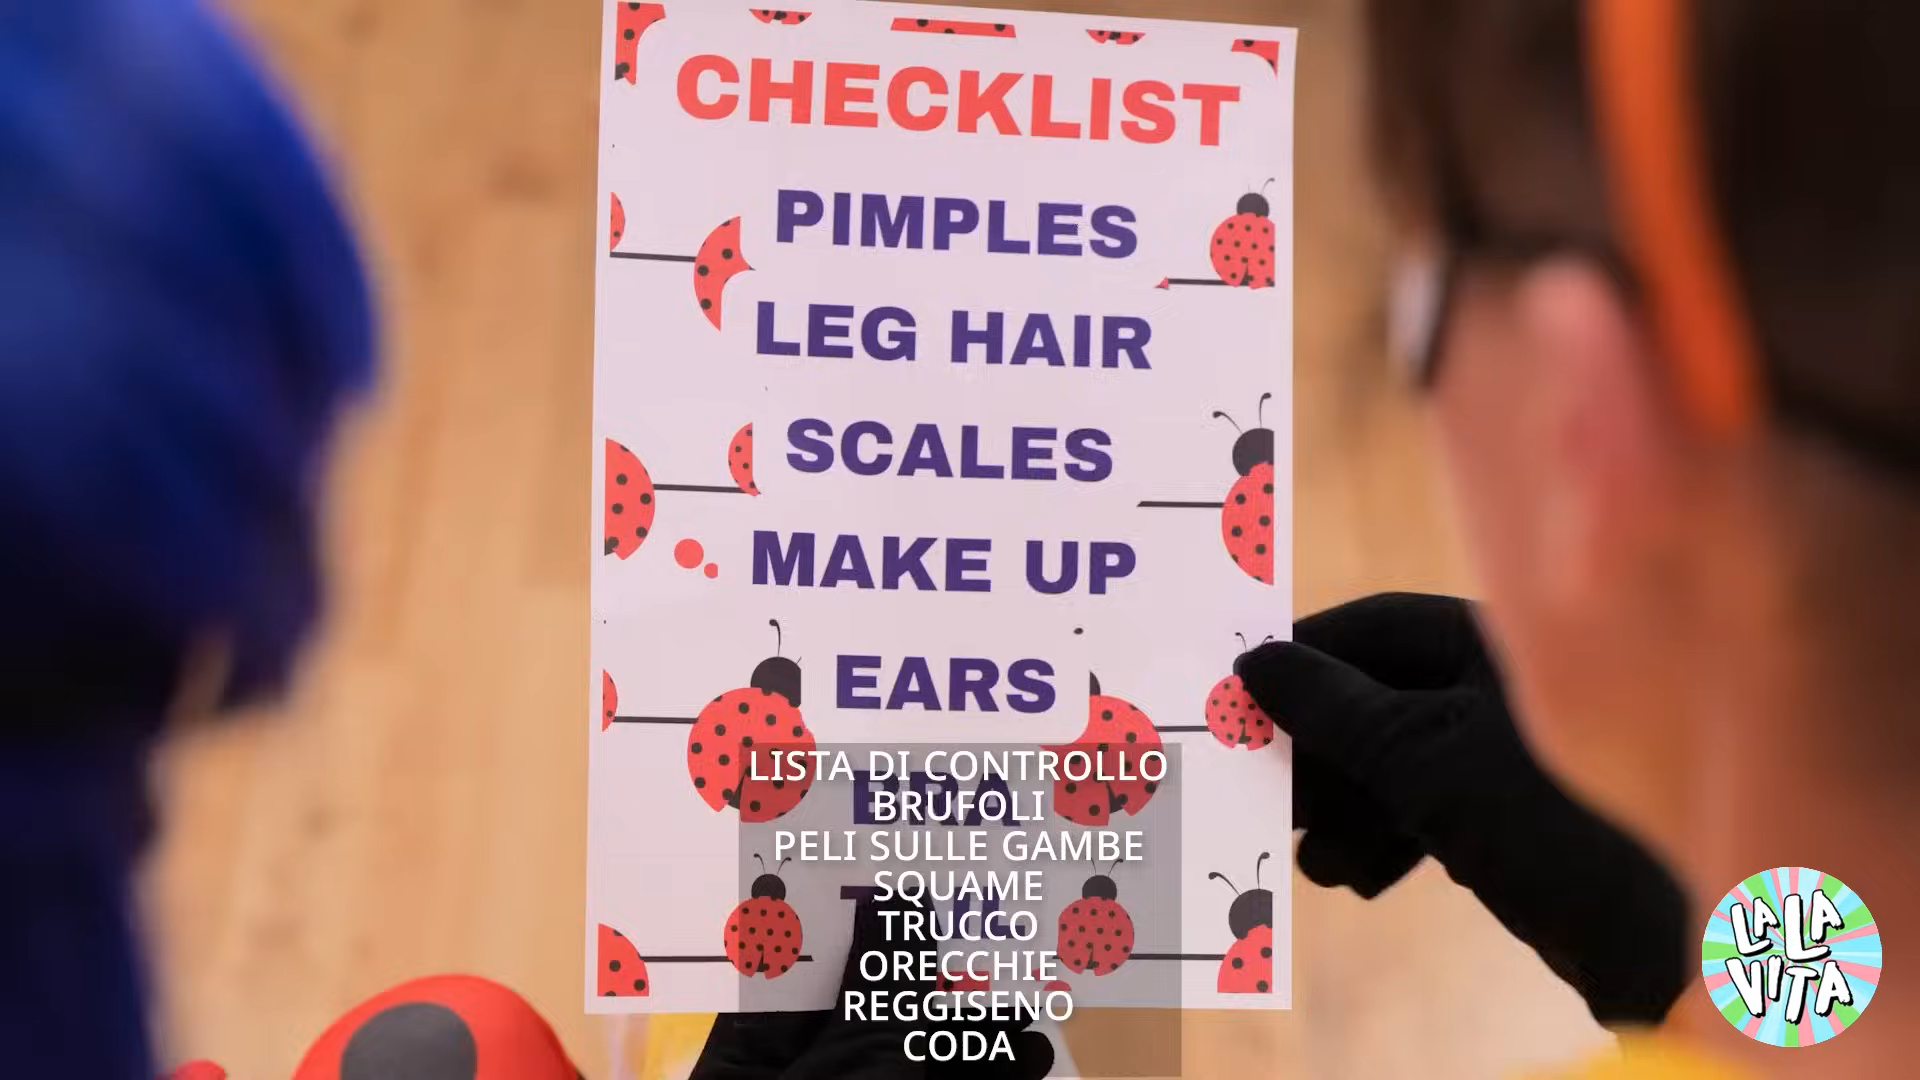 CHECKLIST
PIMPLES
LEG HAIR
SCALES
MAKE UP
EARS
BRA
LISTA DI CONTROLLO
BRUFOLI
PELI SULLE GAMBE
SQUAME
TRUCCO
ORECCHIE
REGGISENO
CODA
LA LA
VITA